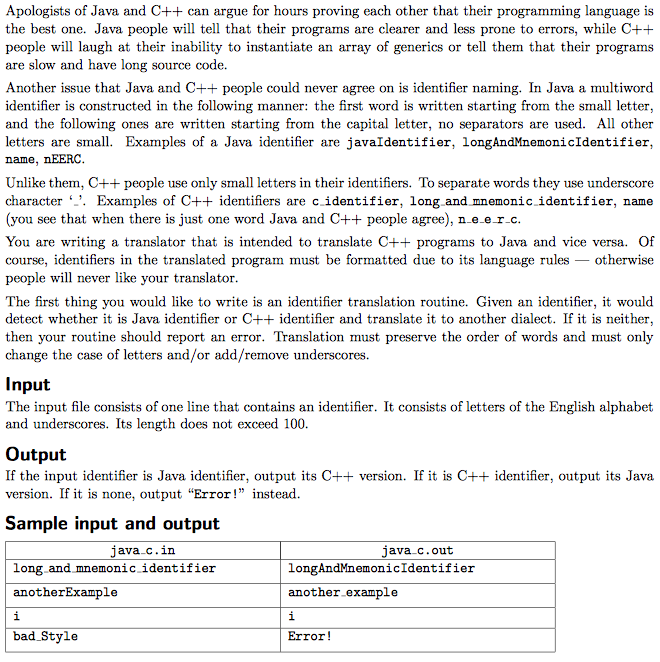 Apologists of Java and C++ can argue for hours proving each other that their programming language is
the best one. Java people will tell that their programs are clearer and less prone to errors, while C++
people will laugh at their inability to instantiate an array of generics or tell them that their programs
are slow and have long source code.
Another issue that Java and C++ people could never agree on is identifier naming. In Java a multiword
identifier is constructed in the following manner: the first word is written starting from the small letter,
and the following ones are written starting from the capital letter, no separators are used. All other
letters are small. Examples of a Java identifier are javaIdentifier, longAndMnemonicIdentifier,
name, nEERC.
Unlike them, C++ people use only small letters in their identifiers. To separate words they use underscore
character ‘_’. Examples of C++ identifiers are c_identifier, long_and_mnemonic_identifier, name
(you see that when there is just one word Java and C++ people agree), n_e_e_r_c.
You are writing a translator that is intended to translate C++ programs to Java and vice versa. Of
course, identifiers in the translated program must be formatted due to its language rules — otherwise
people will never like your translator.
The first thing you would like to write is an identifier translation routine. Given an identifier, it would
detect whether it is Java identifier or C++ identifier and translate it to another dialect. If it is neither,
then your routine should report an error. Translation must preserve the order of words and must only
change the case of letters and/or add/remove underscores.
Input
The input file consists of one line that contains an identifier. It consists of letters of the English alphabet
and underscores. Its length does not exceed 100.
Output
If the input identifier is Java identifier, output its C++ version. If it is C++ identifier, output its Java
version. If it is none, output “Error!” instead.
Sample input and output
java_c.in java_c.out
long_and_mnemonic_identifier longAndMnemonicIdentifier
anotherExample another_example
i i
bad_Style Error!